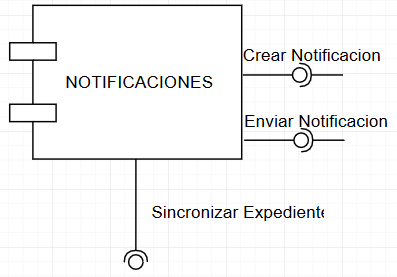 Crear Notificacion
NOTIFICACIONES
Enviar Notificacion
Sincronizar Expediente